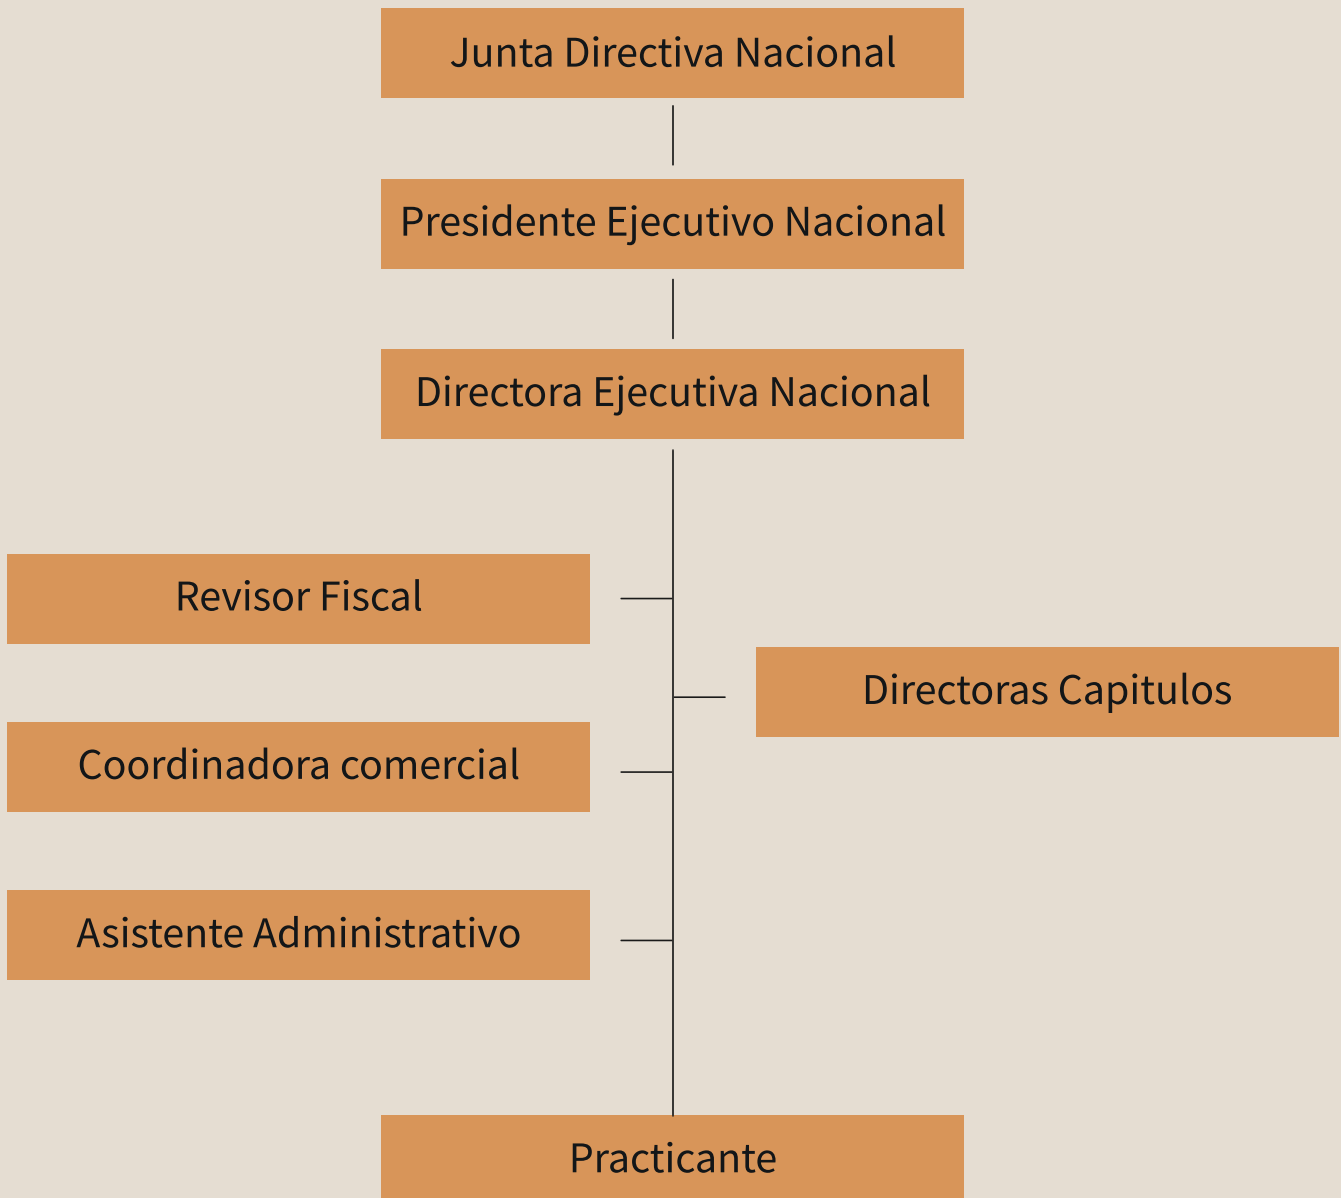 Junta Directiva Nacional
Presidente Ejecutivo Nacional
Directora Ejecutiva Nacional
Revisor Fiscal
Directoras Capitulos
Coordinadora comercial
Asistente Administrativo
Practicante